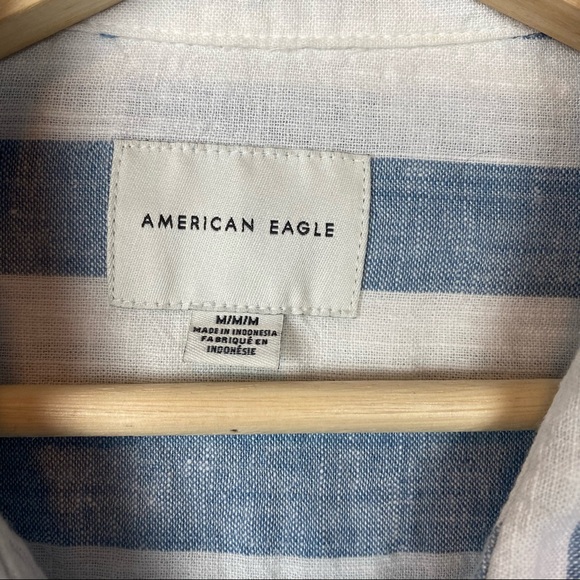 AMERICAN EAGLE
M/M/M
MADE IN INDONESIA
FABRIQUÉ EN
INDONÉSIE